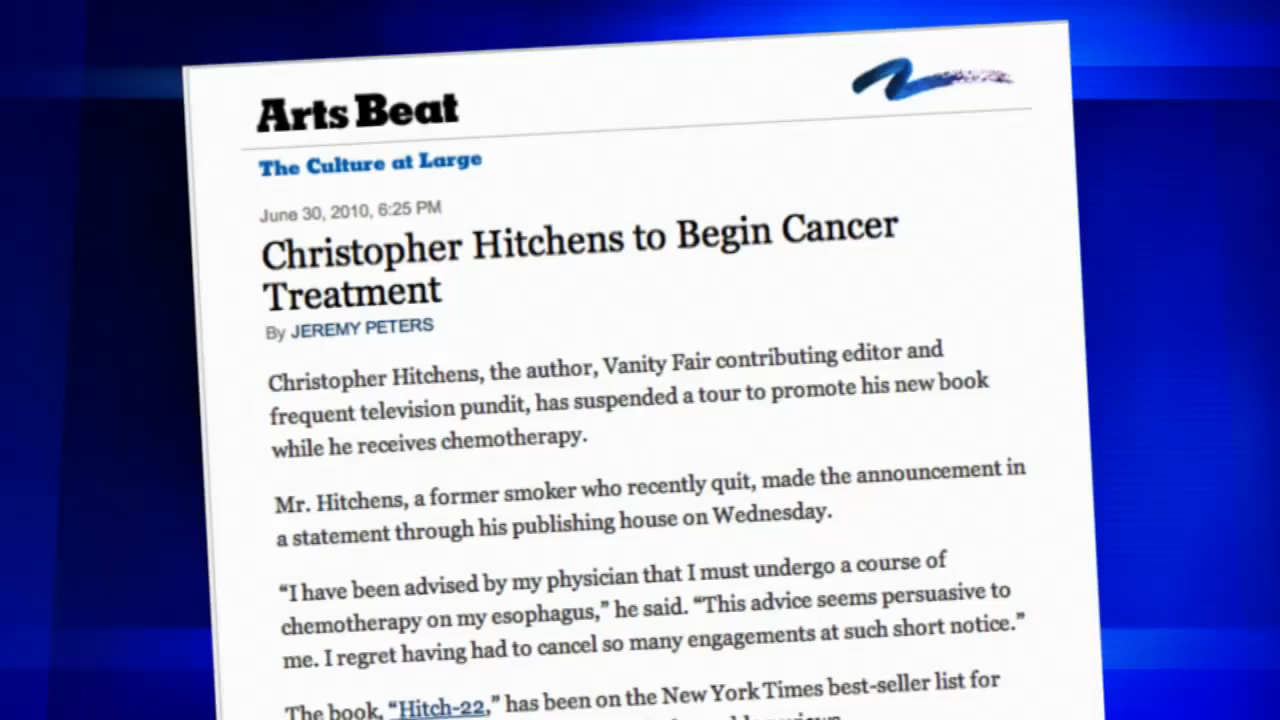 Arts Beat
The Culture at Large
June 30, 2010, 6:25 PM
Christopher Hitchens to Begin Cancer
Treatment
By JEREMY PETERS
Christopher Hitchens, the author, Vanity Fair contributing editor and
frequent television pundit, has suspended a tour to promote his new book
while he receives chemotherapy.
Mr. Hitchens, a former smoker who recently quit, made the announcement in
a statement through his publishing house on Wednesday.
“I have been advised by my physician that I must undergo a course of
chemotherapy on my esophagus,” he said. “This advice seems persuasive to
me. I regret having had to cancel so many engagements at such short notice.”
The book, “Hitch-22,” has been on the New York Times best-seller list for